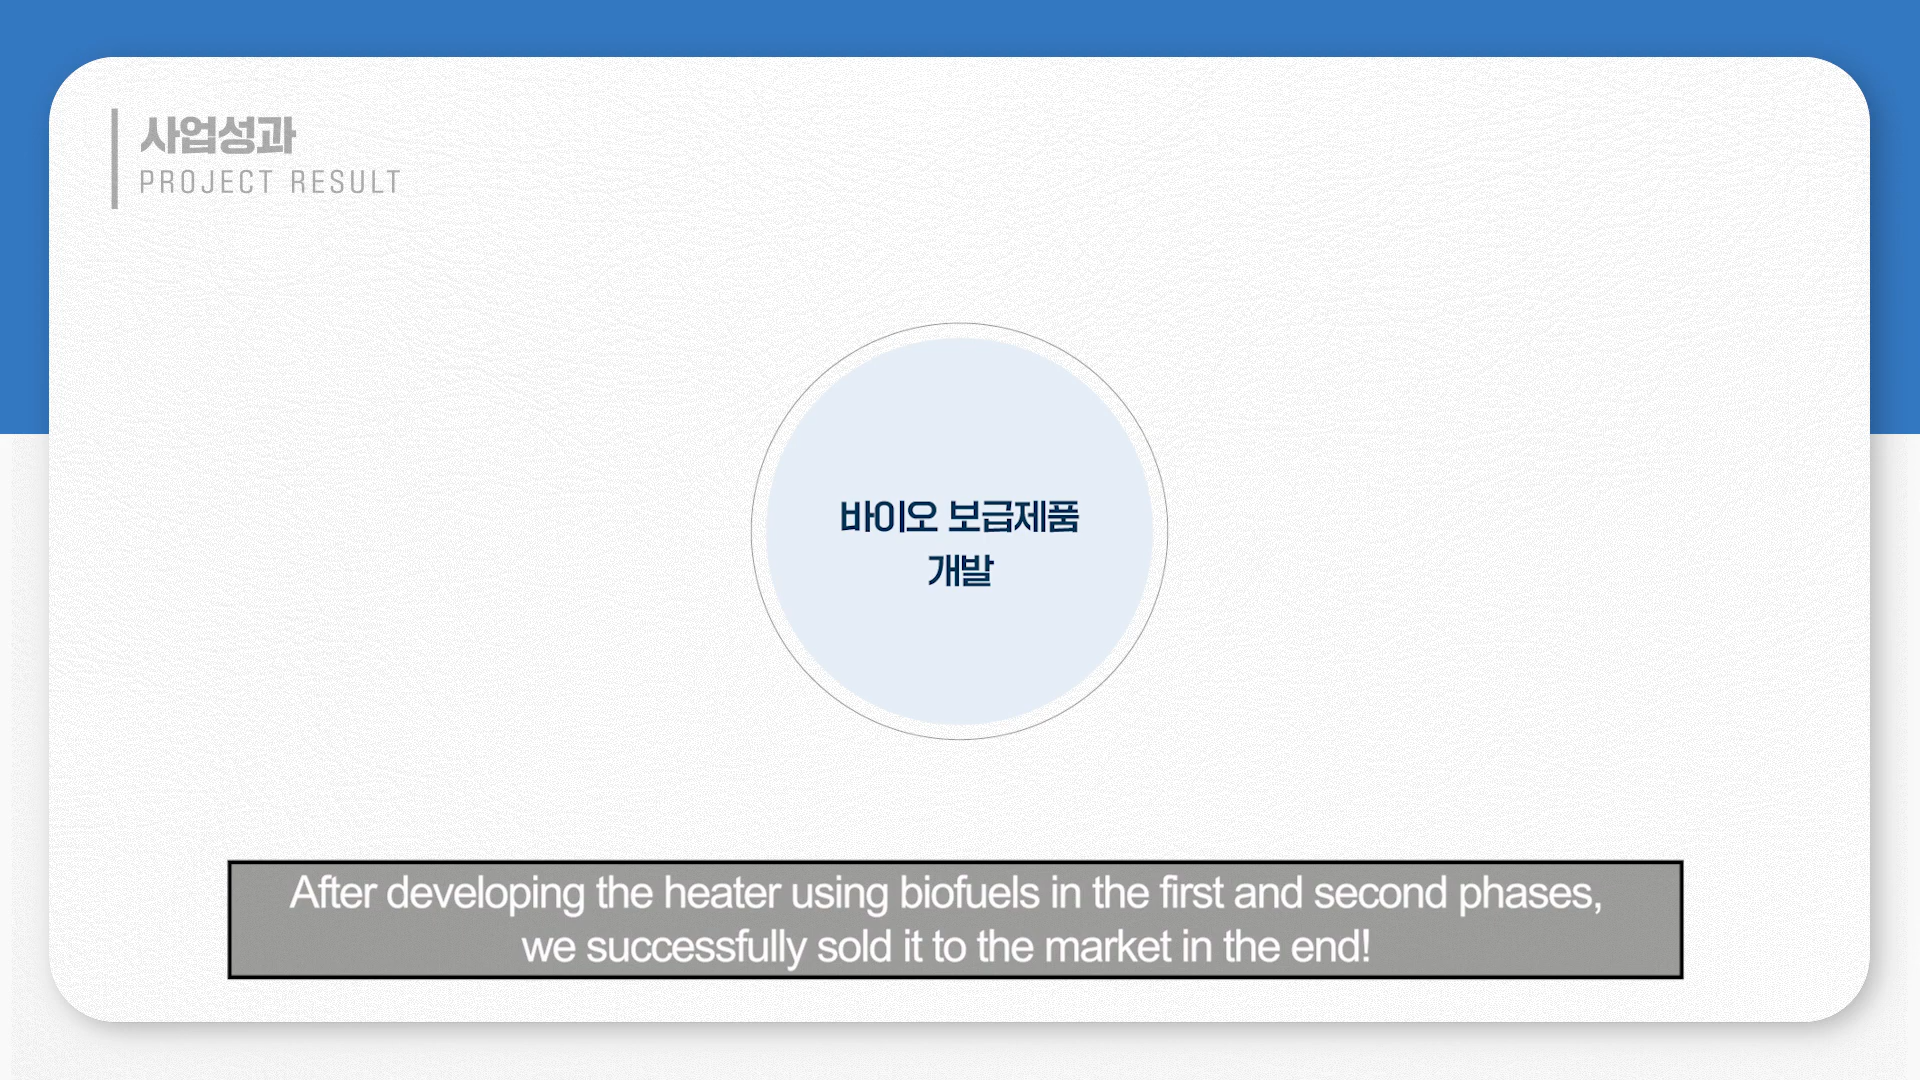 사업성과
PROJECT RESULT
바이오 보급제품
개발
After developing the heater using biofuels in the first and second phases,
we successfully sold it to the market in the end!